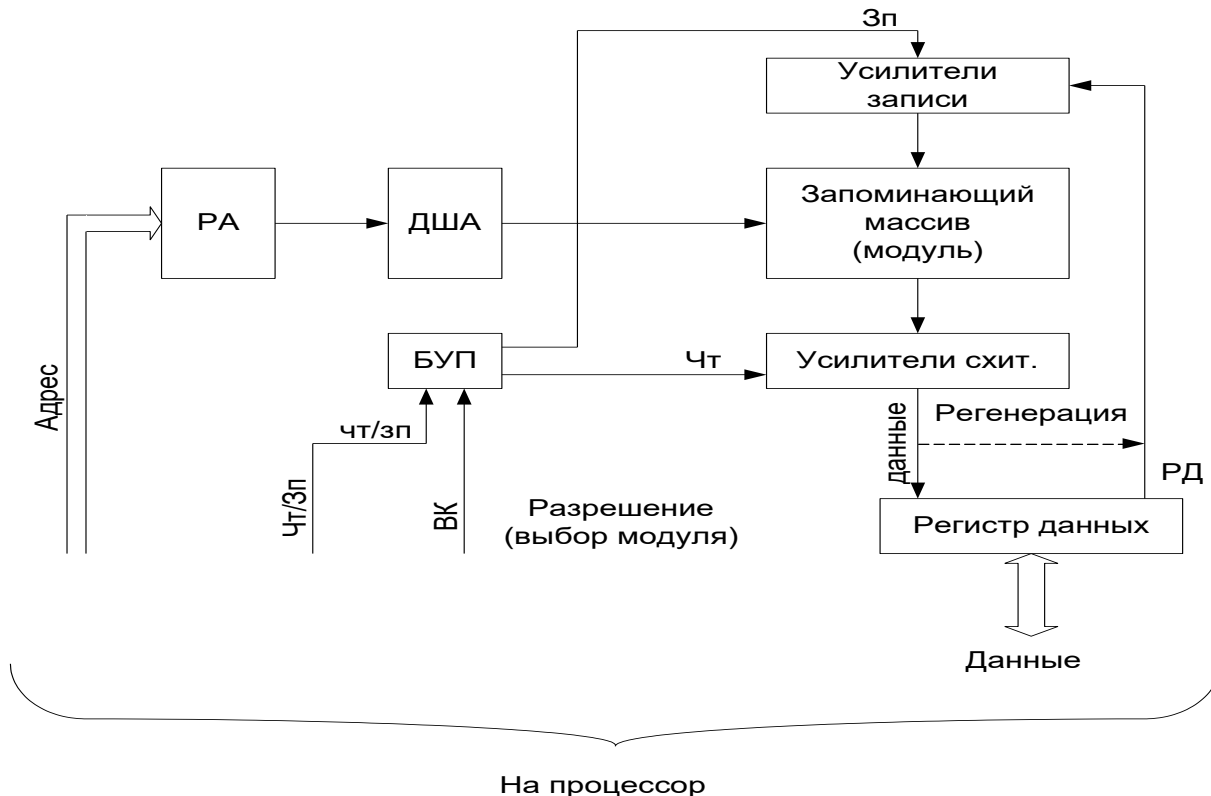 Зп
Усилители
записи
РА
ДША
Запоминающий
массив
(модуль)
БУП
Чт
Усилители схит.
Адрес
чт/зп
данные
Регенерация
РД
Чт/Зп
ВК
Разрешение
(выбор модуля)
Регистр данных
Данные
На процессор